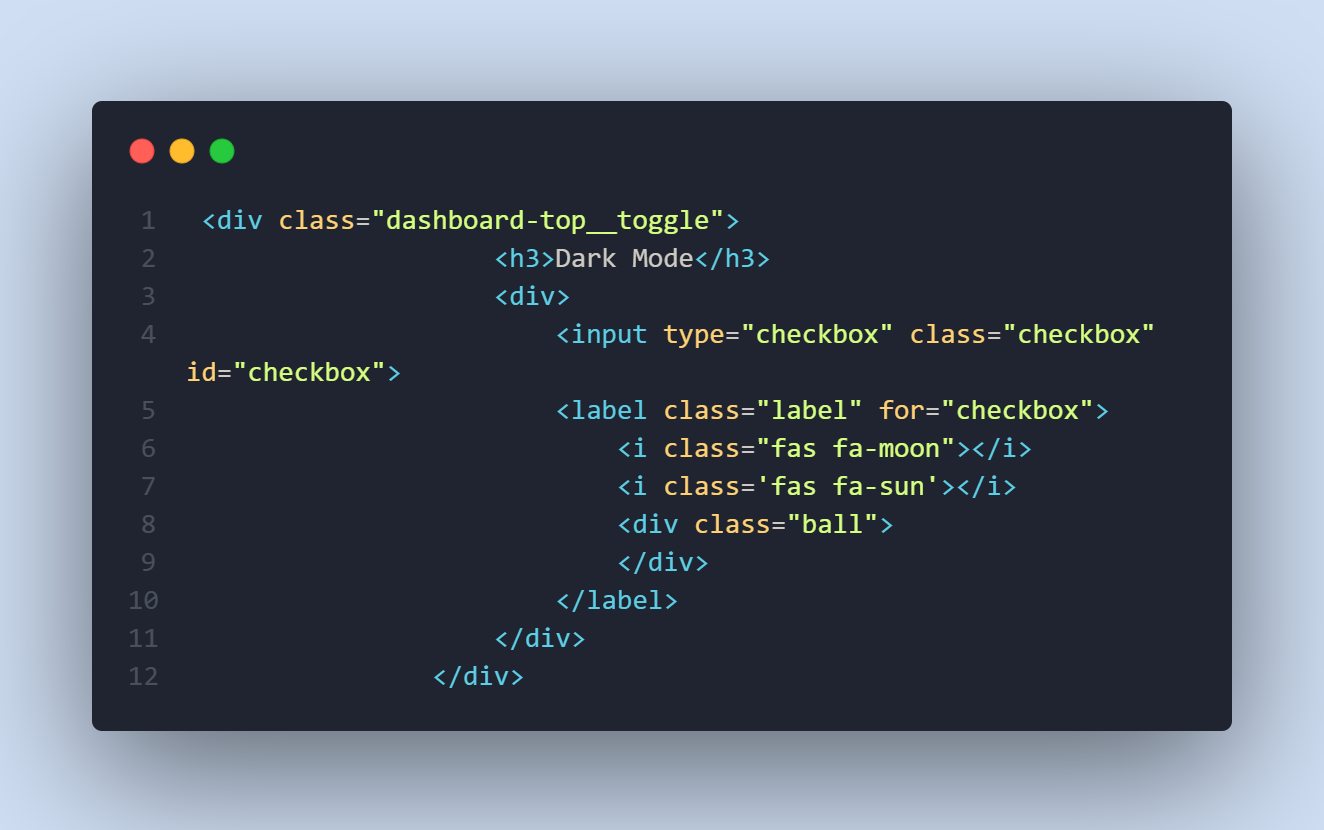 1 <div class="dashboard-top__toggle">
2 <h3>Dark Mode</h3>
3 <div>
4 <input type="checkbox" class="checkbox"
id="checkbox">
5 <label class="label" for="checkbox">
6 <i class="fas fa-moon"></i>
7 <i class='fas fa-sun'></i>
8 <div class="ball">
9 </div>
10 </label>
11 </div>
12 </div>